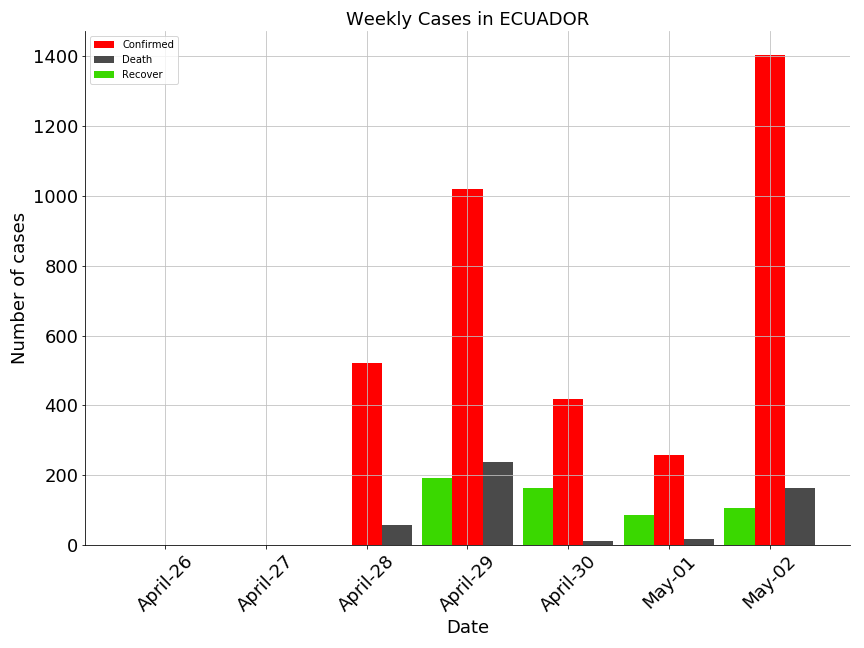 Weekly Cases in ECUADOR
Confirmed
Death
Recover
Number of cases
1400
1200
1000
800
600
400
200
0
April-26
April-27
April-28
April-29
April-30
May-01
May-02
Date